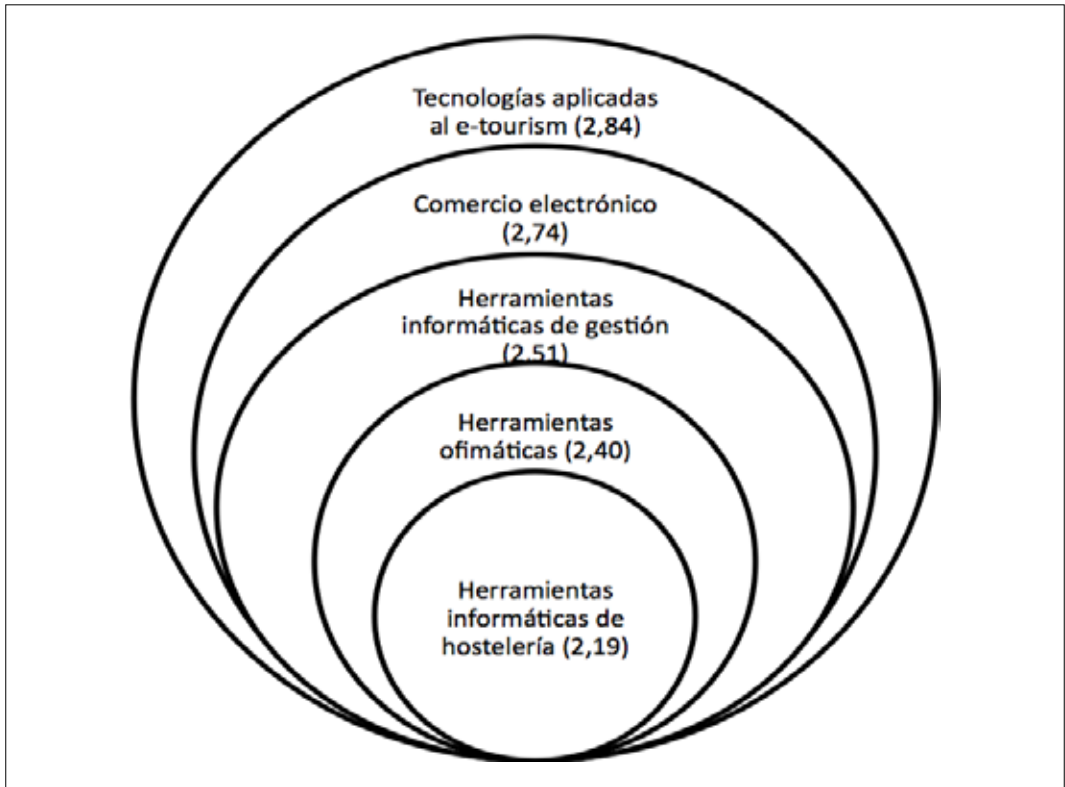 Tecnologías aplicadas
al e-tourism (2,84)
Comercio electrónico
(2,74)
Herramientas
informáticas de gestión
(2.51)
Herramientas
ofimáticas (2,40)
Herramientas
informáticas de
hostelería (2,19)